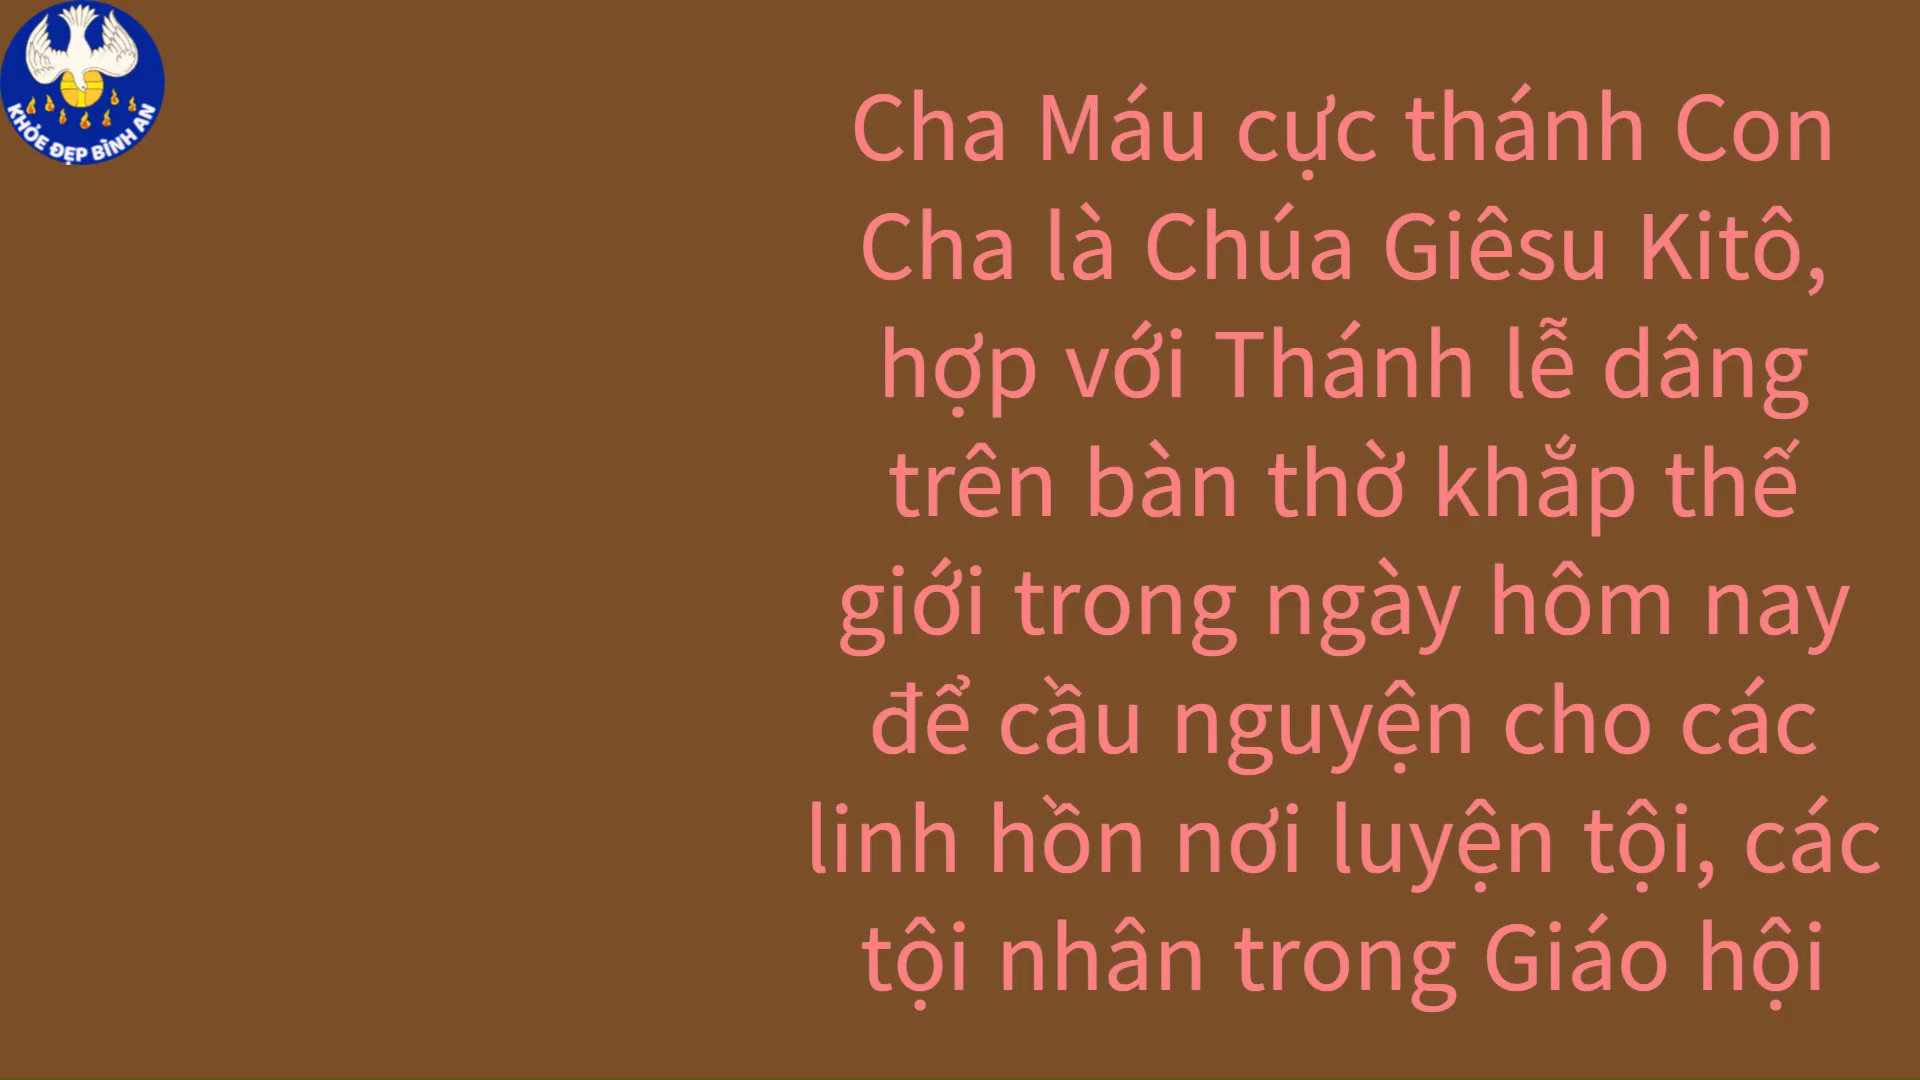 KHỎE ĐẸP BÌNH AN
Cha Máu cực thánh Con
Cha là Chúa Giêsu Kitô,
hợp với Thánh lễ dâng
trên bàn thờ khắp thế
giới trong ngày hôm nay
để cầu nguyện cho các
linh hồn nơi luyện tội, các
tội nhân trong Giáo hội